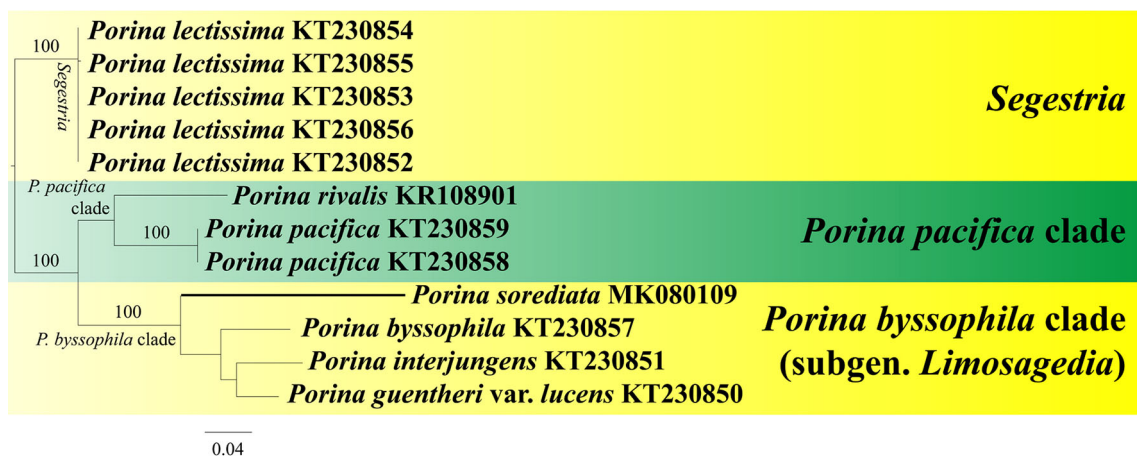 Porina lectissima KT230854
100
Porina lectissima KT230855
Segestria
Porina lectissima KT230853
Segestria
Porina lectissima KT230856
Porina lectissima KT230852
P. pacifica
clade
Porina rivalis KR108901
100
Porina pacifica KT230859
Porina pacifica clade
100
Porina pacifica KT230858
Porina sorediata MK080109
100
P. byssophila clade
Porina byssophila KT230857
Porina byssophila clade
(subgen. Limosagedia)
Porina interjungens KT230851
Porina guentheri var. lucens KT230850
0.04